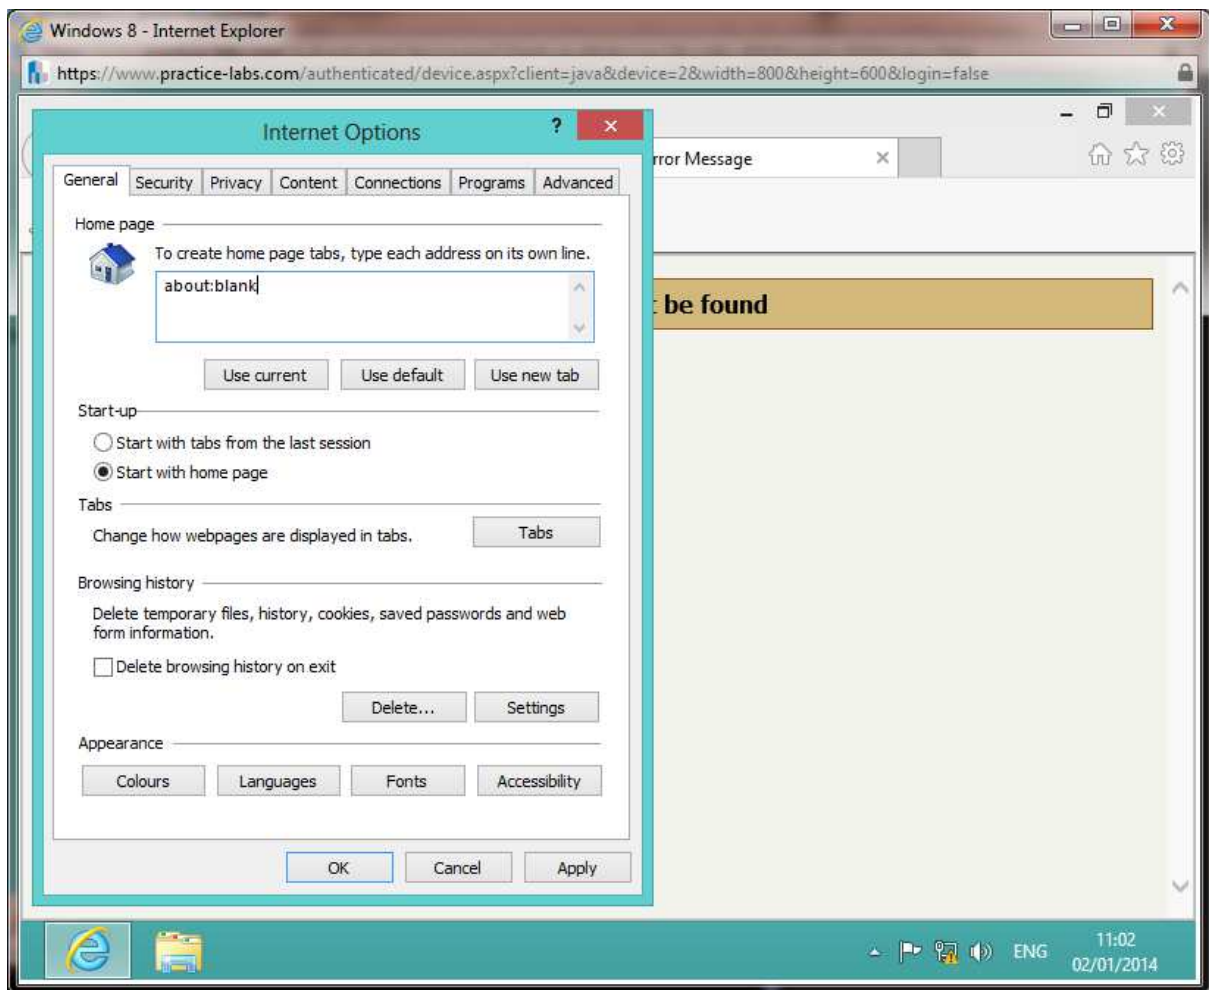 Windows 8 - Internet Explorer
https://www.practice-labs.com/authenticated/device.aspx?client=java&device=2&width=800&height=600&login=false
Internet Options
?
rror Message
General Security Privacy Content Connections Programs Advanced
Home page
To create home page tabs, type each address on its own line.
about:blank
t be found
Use current Use default Use new tab
Start-up
Start with tabs from the last session
Start with home page
Tabs
Change how webpages are displayed in tabs.
Tabs
Browsing history
Delete temporary files, history, cookies, saved passwords and web
form information.
Delete browsing history on exit
Delete... Settings
Appearance
Colours Languages Fonts Accessibility
OK Cancel Apply
ENG
11:02
02/01/2014